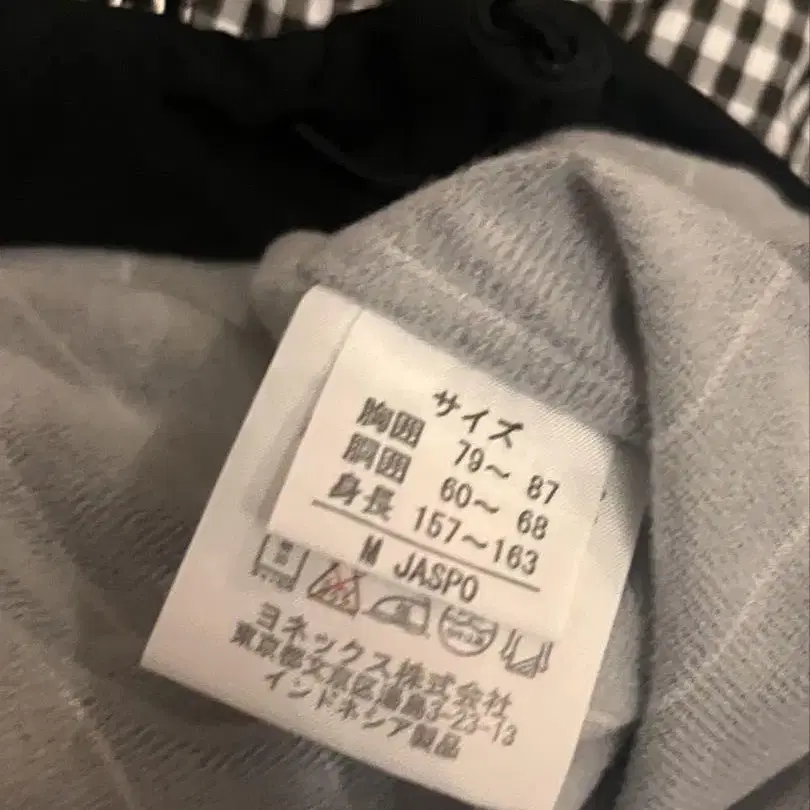 サイズ
胸囲 79～ 87
胴囲 60～ 68
身長 157～163
M JASPO
ヨネックス株式会社
東京都文京区湯島3-23-13
インドネシア製品